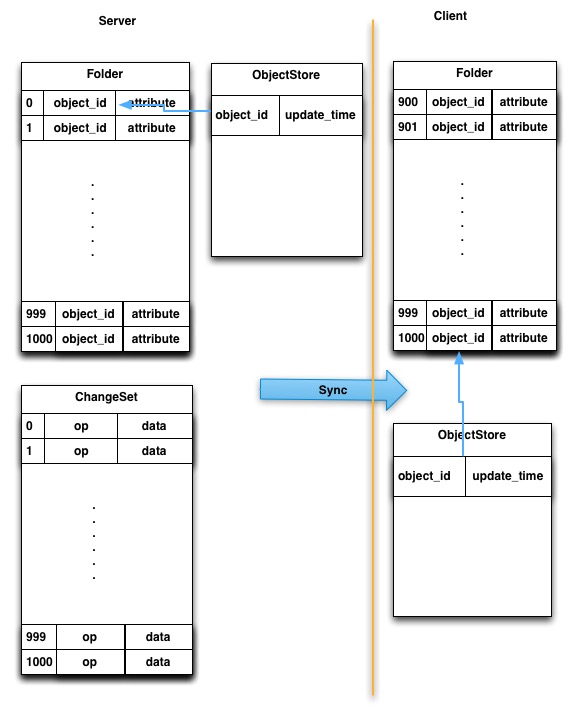 Server
Client
Folder
0 object_id attribute
1 object_id attribute
.
.
.
.
.
.
999 object_id attribute
1000 object_id attribute
ObjectStore
object_id update_time
ChangeSet
0 op data
1 op data
.
.
.
.
.
.
999 op data
1000 op data
Sync
Folder
900 object_id attribute
901 object_id attribute
.
.
.
.
.
.
999 object_id attribute
1000 object_id attribute
ObjectStore
object_id update_time